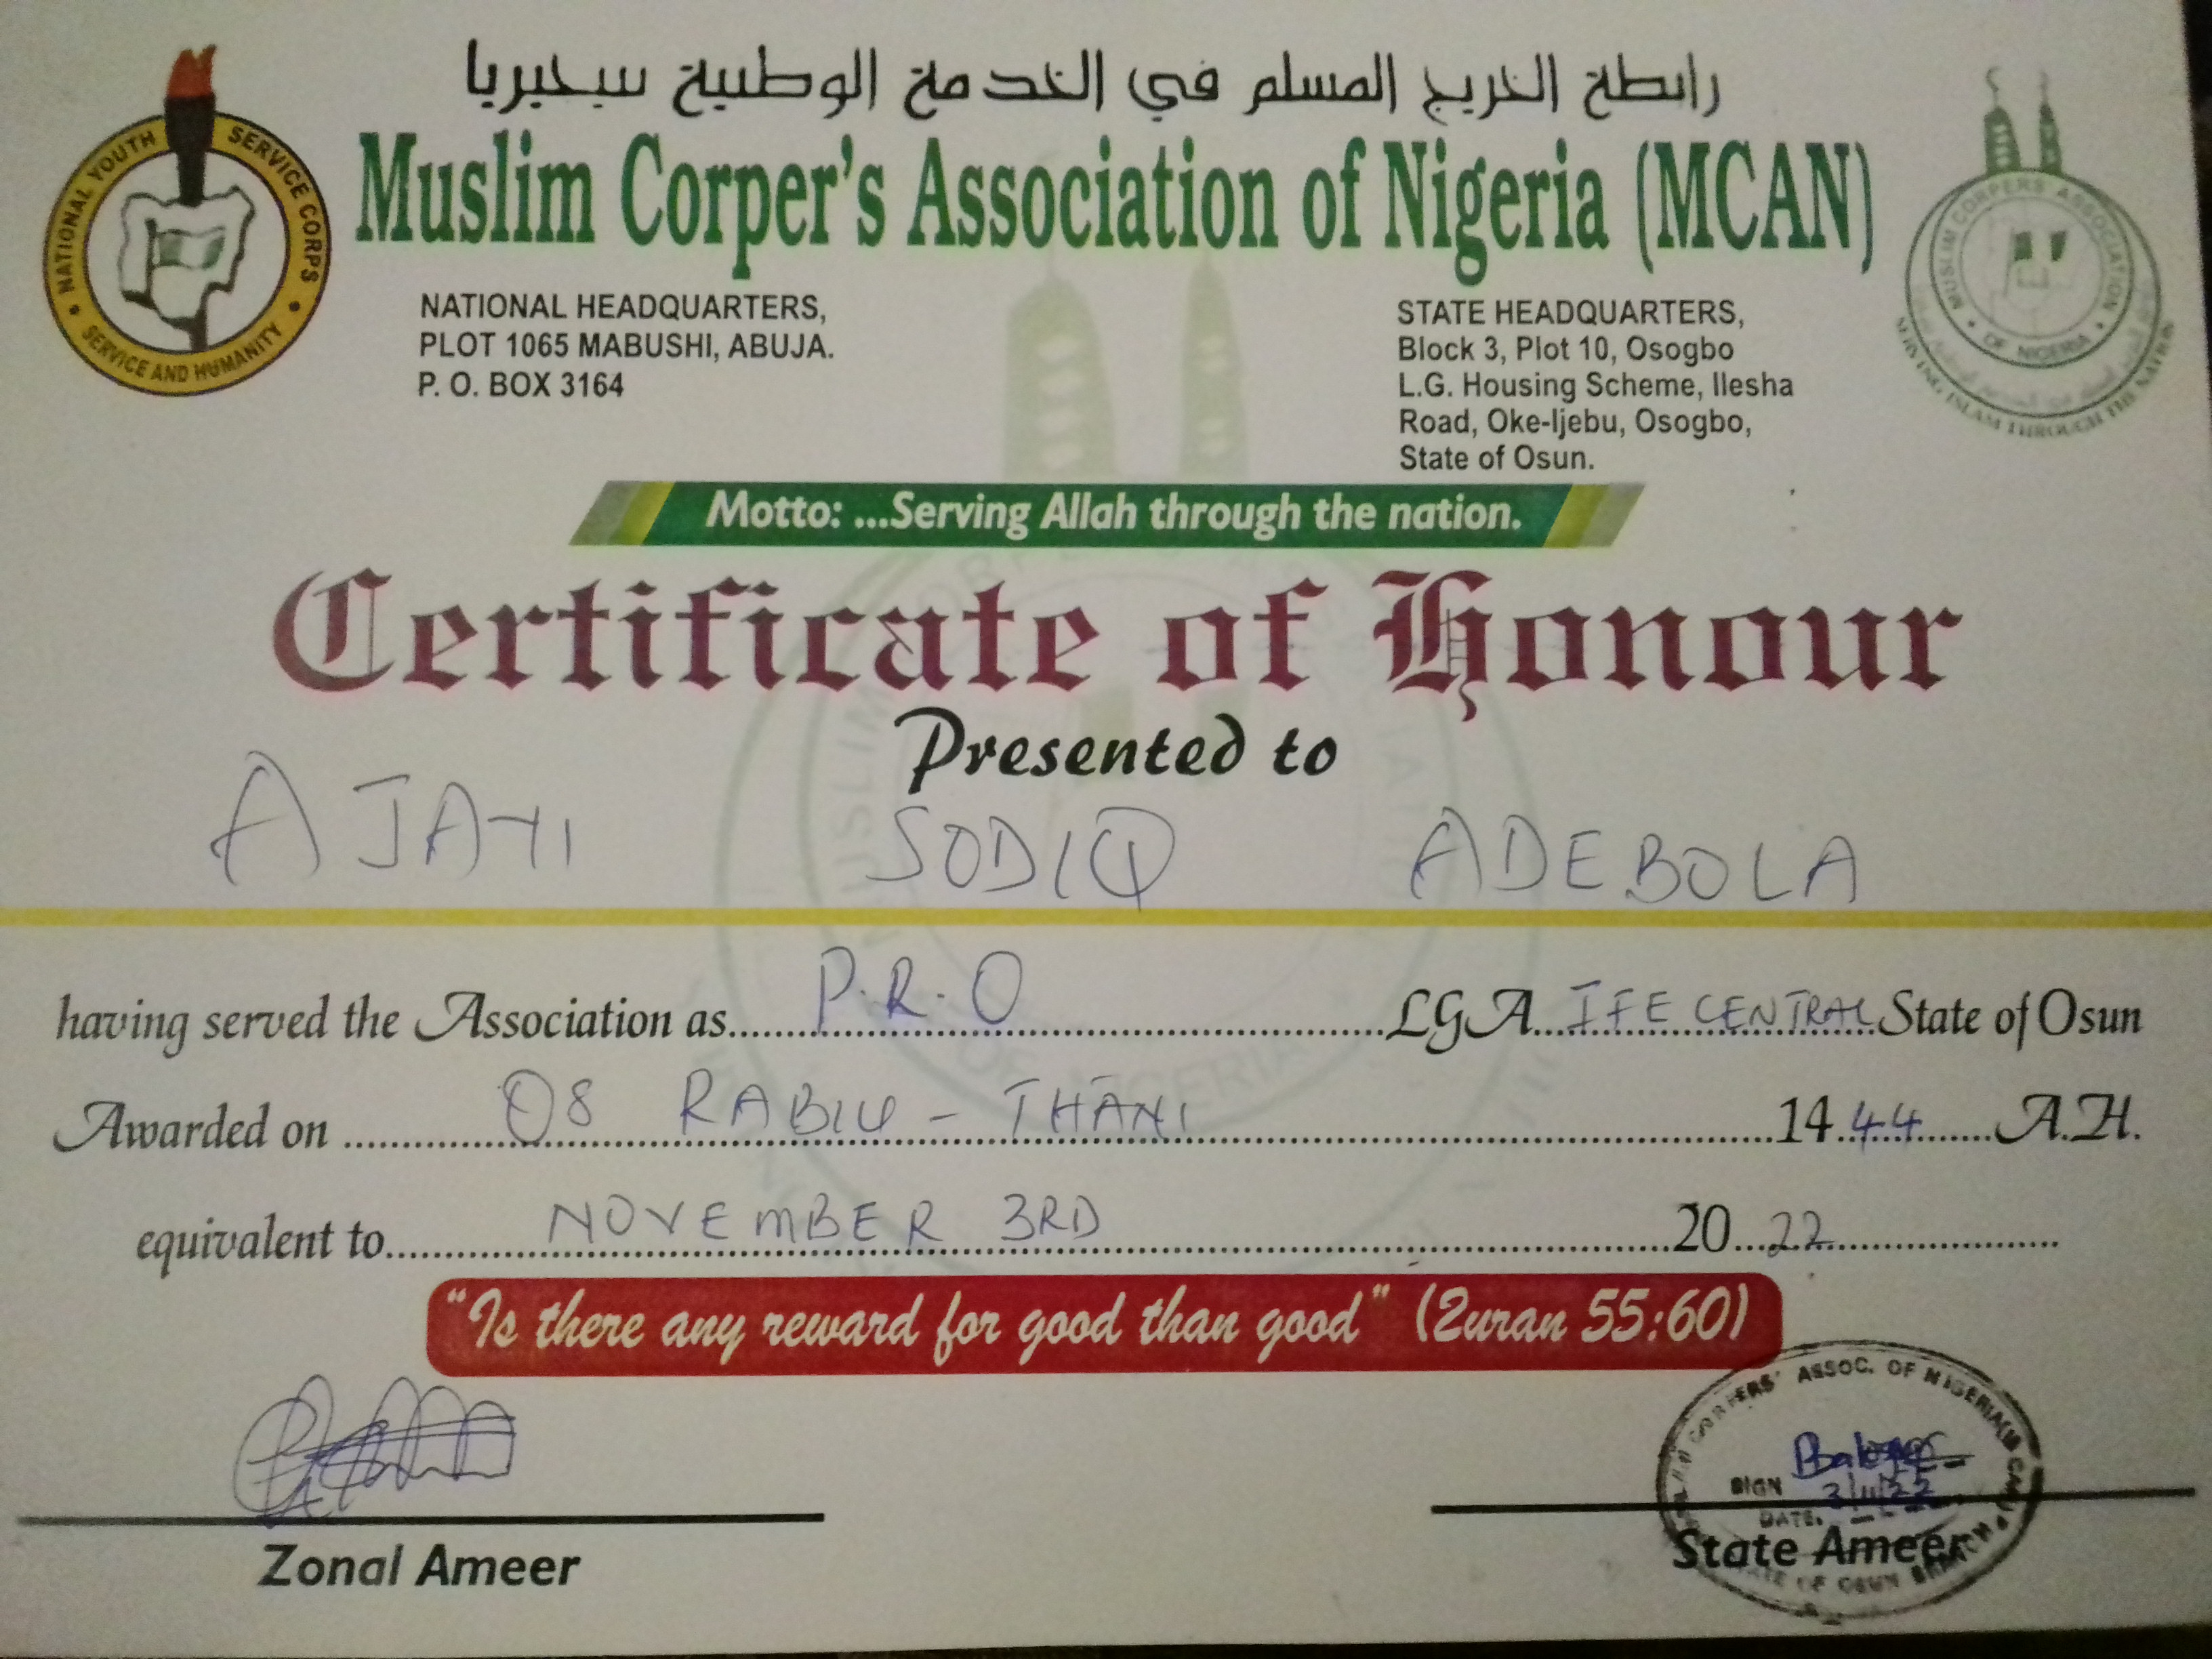 رابطة الخريج المسلم في الخدمة الوطنية نيجيريا
Muslim Corper's Association of Nigeria (MCAN)
NATIONAL YOUTH SERVICE CORPS
SERVICE AND HUMANITY
NATIONAL HEADQUARTERS,
PLOT 1065 MABUSHI, ABUJA.
P. O. BOX 3164
STATE HEADQUARTERS,
Block 3, Plot 10, Osogbo
L.G. Housing Scheme, Ilesha
Road, Oke-Ijebu, Osogbo,
State of Osun.
MUSLIM CORPERS ASSOCIATION
OF NIGERIA
SERVING ISLAM THROUGH THE NATION
Motto: ...Serving Allah through the nation.
Certificate of Honour
Presented to
AJAYI SODIQ ADEBOLA
having served the Association as P.R.O LGA IFE CENTRAL State of Osun
Awarded on 08 RABIU - THANI 1444 A.H.
equivalent to NOVEMBER 3RD 2022
"Is there any reward for good than good" (Quran 55:60)
CORPERS' ASSOC. OF NIGERIA (MCAN)
SIGN
DATE. 3/11/22
STATE OF OSUN BRANCH
Zonal Ameer
State Ameer